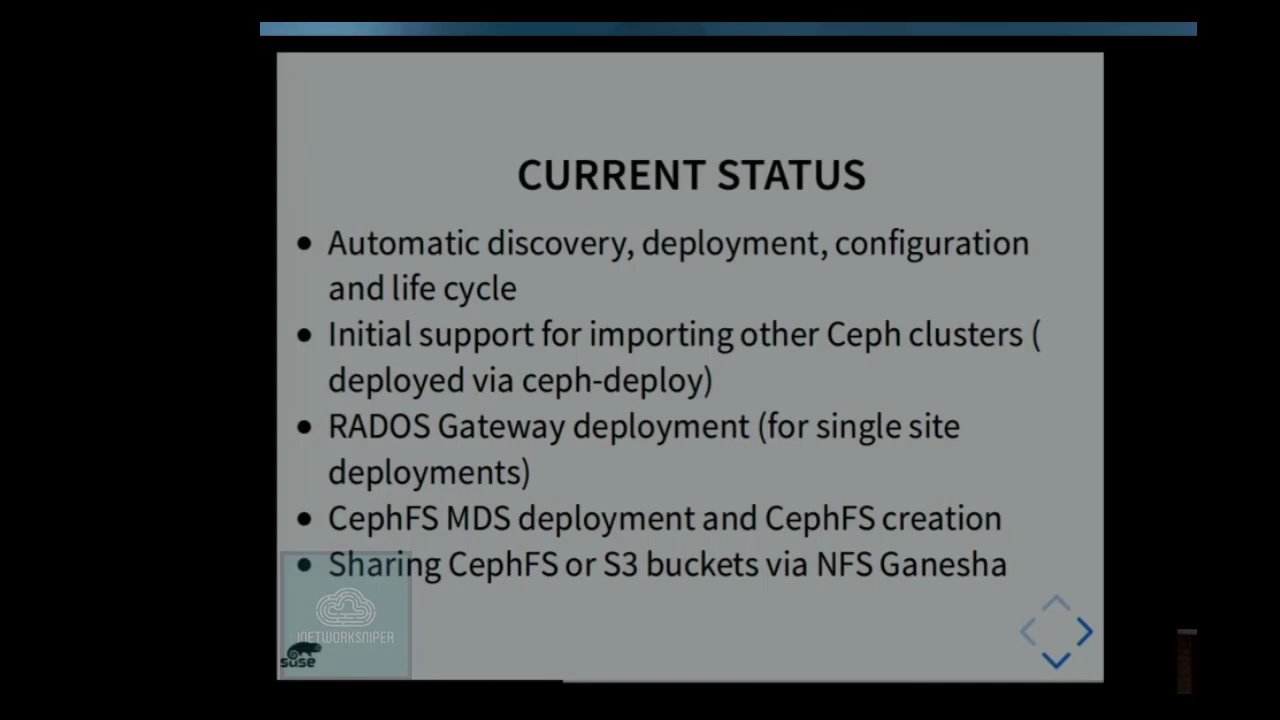 CURRENT STATUS
• Automatic discovery, deployment, configuration
and life cycle
• Initial support for importing other Ceph clusters (
deployed via ceph-deploy)
• RADOS Gateway deployment (for single site
deployments)
• CephFS MDS deployment and CephFS creation
• Sharing CephFS or S3 buckets via NFS Ganesha
INETWORKSNIPER
suse